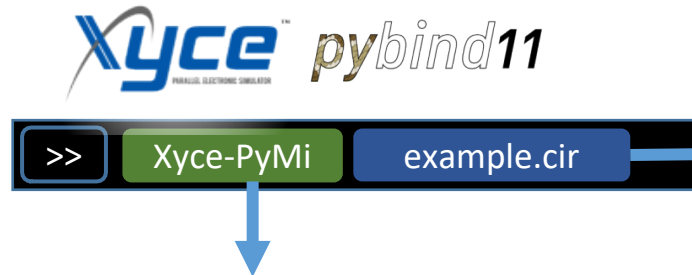 Xyce™ pybind11
PARALLEL ELECTRONIC SIMULATOR
>> Xyce-PyMi example.cir